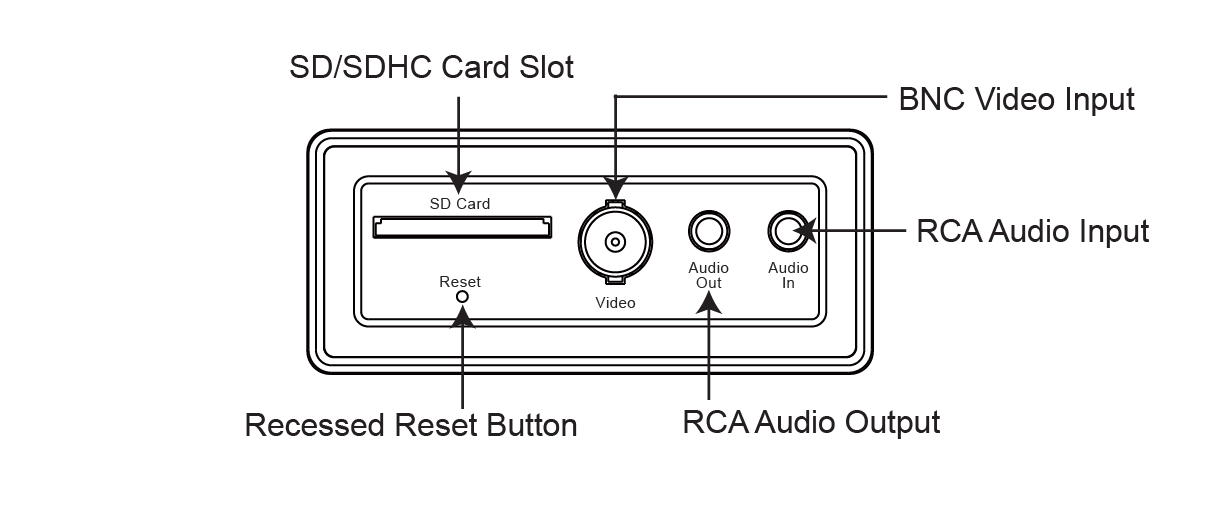 SD/SDHC Card Slot
BNC Video Input
SD Card
RCA Audio Input
Audio
Out
Audio
In
Reset
Video
Recessed Reset Button
RCA Audio Output